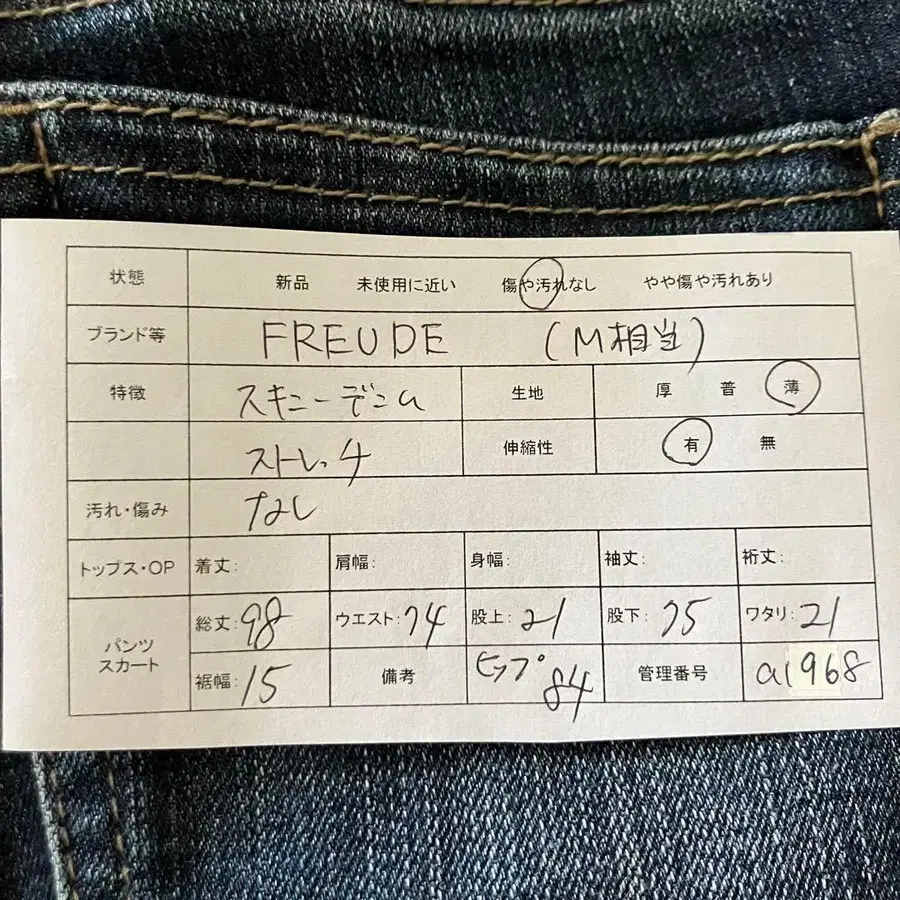 状態 新品 未使用に近い 傷や汚れなし やや傷や汚れあり
ブランド等 FREUDE (M相当)
特徴 スキニーデニム 生地 厚 普 薄
ストレッチ 伸縮性 有 無
汚れ・傷み なし
トップス・OP 着丈: 肩幅: 身幅: 袖丈: 裄丈:
パンツ スカート 総丈:98 ウエスト:74 股上:21 股下:75 ワタリ:21
裾幅:15 備考 ヒップ 84 管理番号 a1968